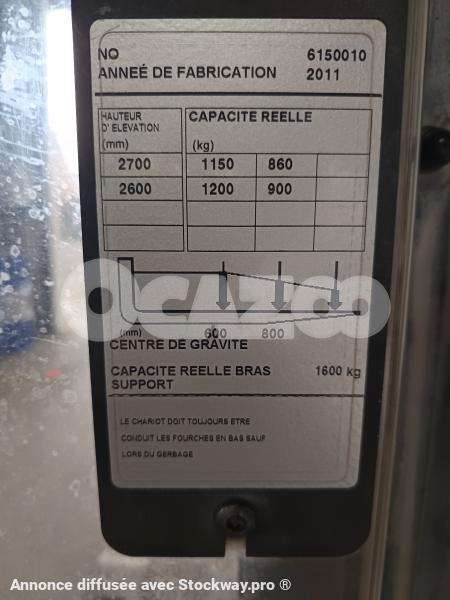 NO 6150010
ANNEÉ DE FABRICATION 2011
HAUTEUR CAPACITE REELLE
D' ELEVATION
(mm) (kg)
2700 1150 860
2600 1200 900
OCAZOO
(mm) 600 800
CENTRE DE GRAVITE
CAPACITE REELLE BRAS 1600 kg
SUPPORT
LE CHARIOT DOIT TOUJOURS ETRE
CONDUIT LES FOURCHES EN BAS SAUF
LORS DU GERBAGE
Annonce diffusée avec Stockway.pro ®